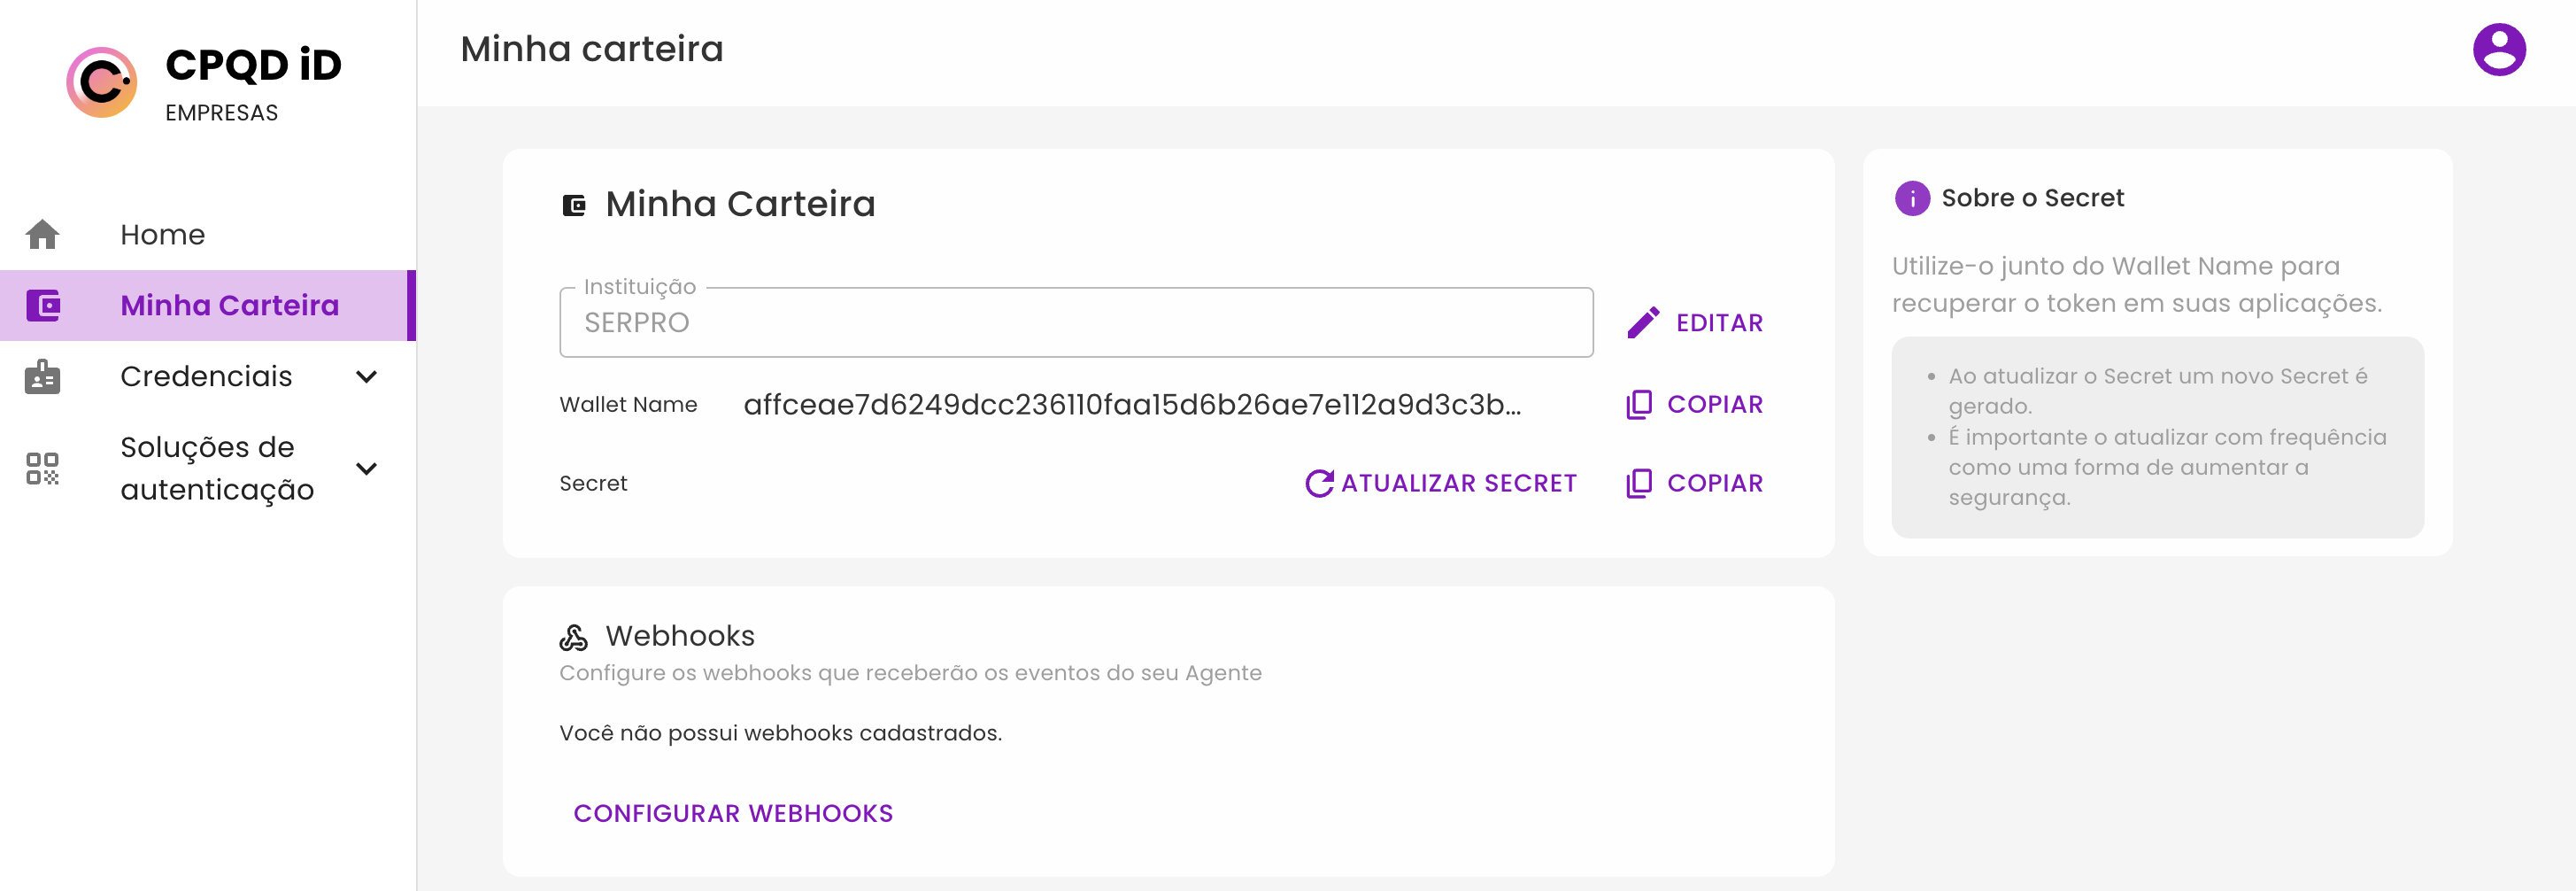 CPQD iD
EMPRESAS
Home
Minha Carteira
Credenciais
Soluções de
autenticação
Minha carteira
Minha Carteira
Instituição
SERPRO
EDITAR
Wallet Name affceae7d6249dcc236110faa15d6b26ae7e112a9d3c3b... COPIAR
Secret ATUALIZAR SECRET COPIAR
Webhooks
Configure os webhooks que receberão os eventos do seu Agente
Você não possui webhooks cadastrados.
CONFIGURAR WEBHOOKS
Sobre o Secret
Utilize-o junto do Wallet Name para
recuperar o token em suas aplicações.
• Ao atualizar o Secret um novo Secret é
gerado.
• É importante o atualizar com frequência
como uma forma de aumentar a
segurança.